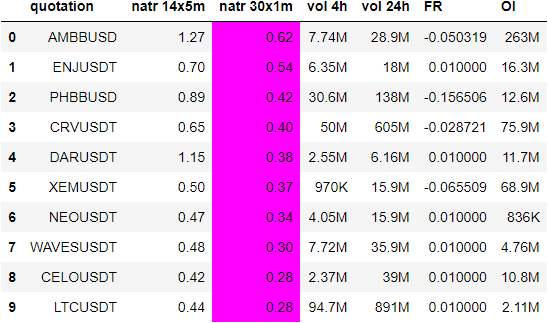 quotation natr 14x5m natr 30x1m vol 4h vol 24h FR OI
0 AMBBUSD 1.27 0.62 7.74M 28.9M -0.050319 263M
1 ENJUSDT 0.70 0.54 6.35M 18M 0.010000 16.3M
2 PHBBUSD 0.89 0.42 30.6M 138M -0.156506 12.6M
3 CRVUSDT 0.65 0.40 50M 605M -0.028721 75.9M
4 DARUSDT 1.15 0.38 2.55M 6.16M 0.010000 11.7M
5 XEMUSDT 0.50 0.37 970K 15.9M -0.065509 68.9M
6 NEOUSDT 0.47 0.34 4.05M 15.9M 0.010000 836K
7 WAVESUSDT 0.48 0.30 7.72M 35.9M 0.010000 4.76M
8 CELOUSDT 0.42 0.28 2.37M 39M 0.010000 10.8M
9 LTCUSDT 0.44 0.28 94.7M 891M 0.010000 2.11M